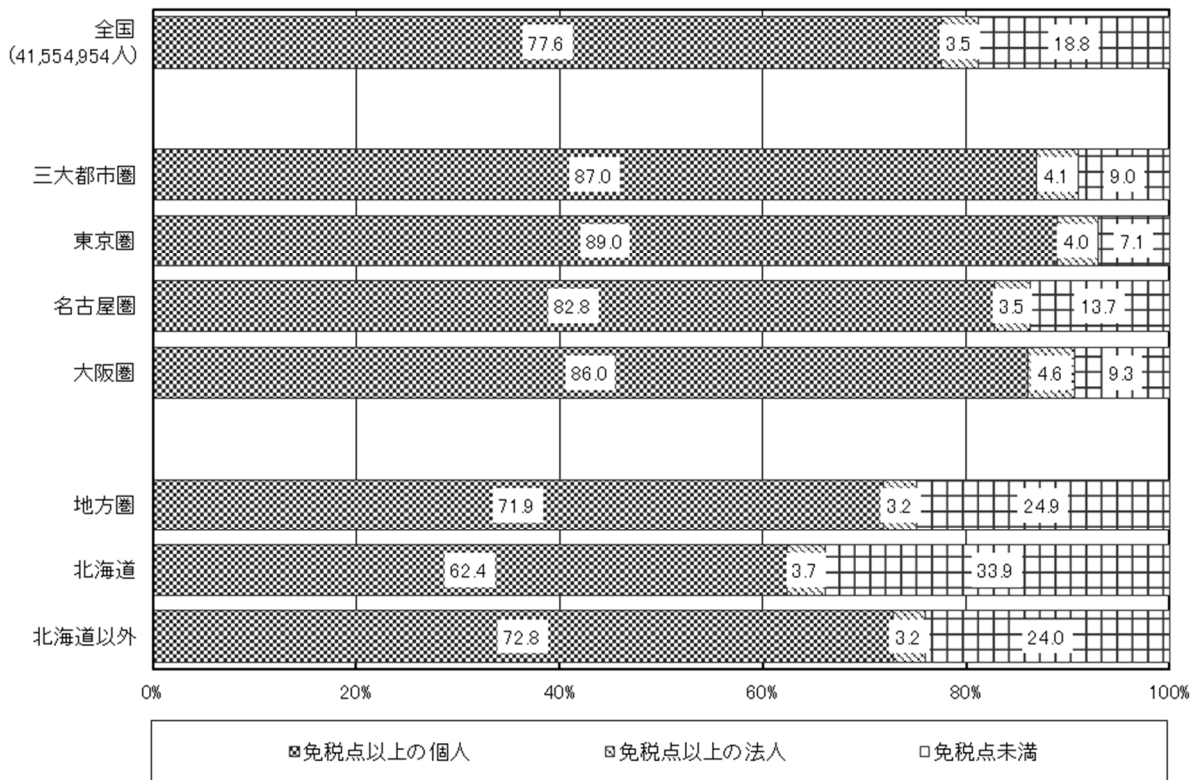 全国
(41,554,954人)
77.6 3.5 18.8
三大都市圏 87.0 4.1 9.0
東京圏 89.0 4.0 7.1
名古屋圏 82.8 3.5 13.7
大阪圏 86.0 4.6 9.3
地方圏 71.9 3.2 24.9
北海道 62.4 3.7 33.9
北海道以外 72.8 3.2 24.0
0% 20% 40% 60% 80% 100%
免税点以上の個人 免税点以上の法人 免税点未満